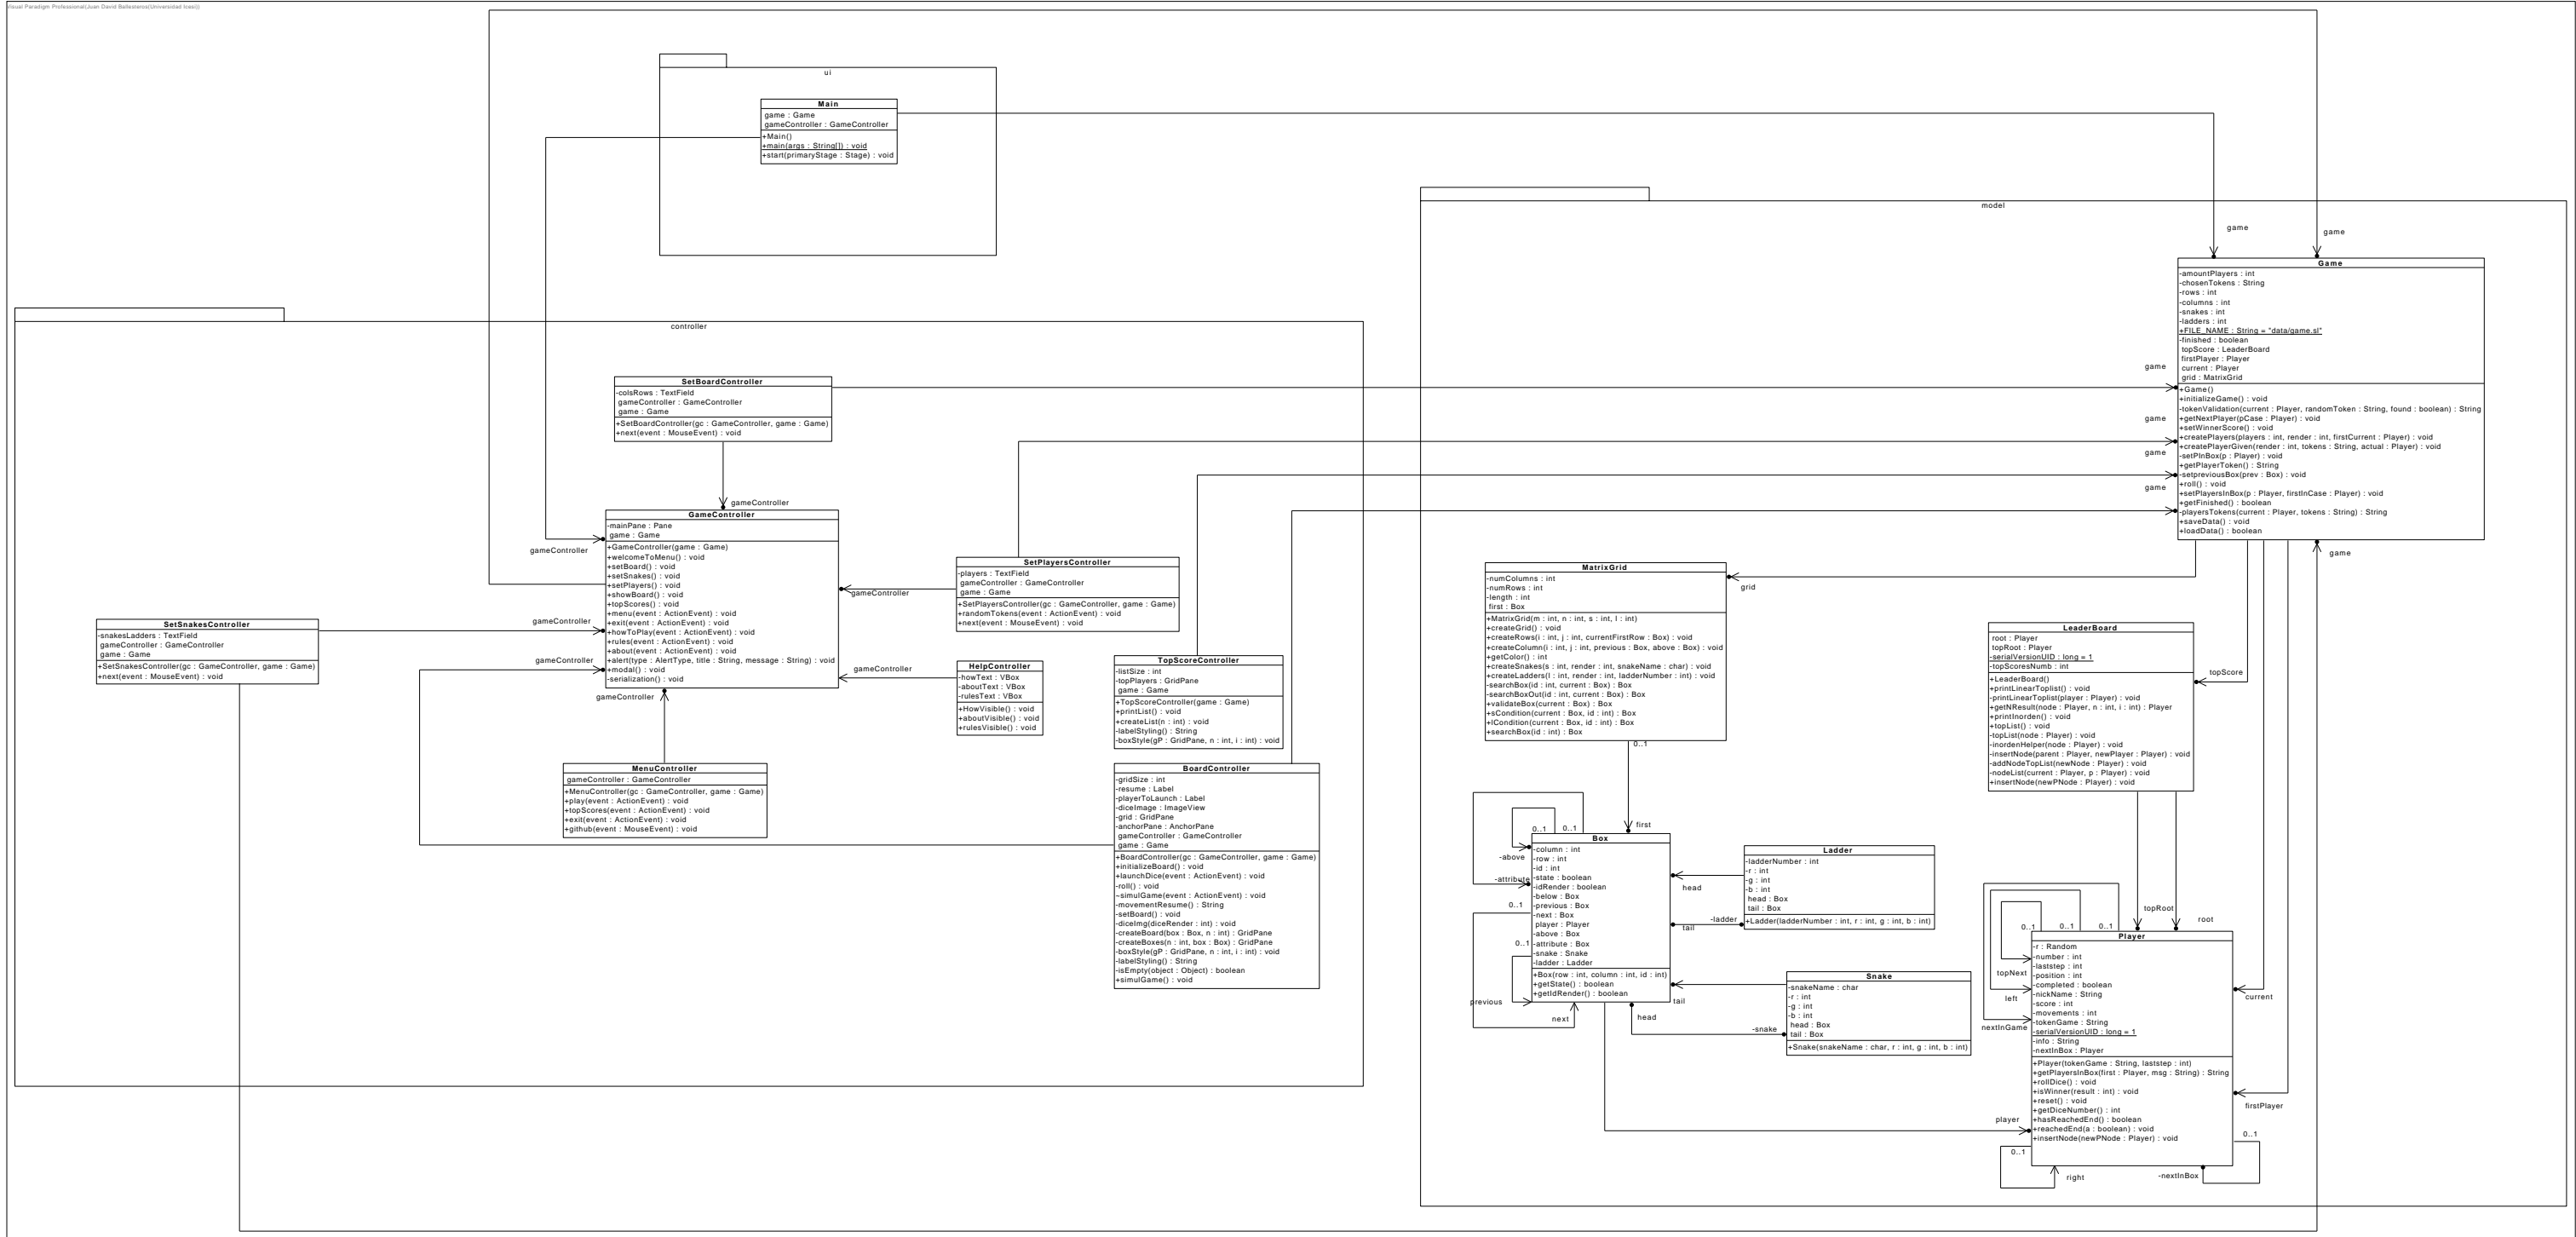 Visual Paradigm Professional(Juan David Ballesteros(Universidad Icesi))
ui
Main
game : Game
gameController : GameController
+Main()
+main(args : String[]) : void
+start(primaryStage : Stage) : void
model
game
game
controller
Game
-amountPlayers : int
-chosenTokens : String
-rows : int
-columns : int
-snakes : int
-ladders : int
+FILE_NAME : String = "data/game.sl"
-finished : boolean
topScore : LeaderBoard
firstPlayer : Player
current : Player
grid : MatrixGrid
+Game()
+initializeGame() : void
-tokenValidation(current : Player, randomToken : String, found : boolean) : String
+getNextPlayer(pCase : Player) : void
+setWinnerScore() : void
+createPlayers(players : int, render : int, firstCurrent : Player) : void
+createPlayerGiven(render : int, tokens : String, actual : Player) : void
-setPInBox(p : Player) : void
+getPlayerToken() : String
-setpreviousBox(prev : Box) : void
+roll() : void
+setPlayersInBox(p : Player, firstInCase : Player) : void
+getFinished() : boolean
-playersTokens(current : Player, tokens : String) : String
+saveData() : void
+loadData() : boolean
game
game
game
game
game
SetBoardController
-colsRows : TextField
gameController : GameController
game : Game
+SetBoardController(gc : GameController, game : Game)
+next(event : MouseEvent) : void
gameController
GameController
-mainPane : Pane
game : Game
+GameController(game : Game)
+welcomeToMenu() : void
+setBoard() : void
+setSnakes() : void
+setPlayers() : void
+showBoard() : void
+topScores() : void
+menu(event : ActionEvent) : void
+exit(event : ActionEvent) : void
+howToPlay(event : ActionEvent) : void
+rules(event : ActionEvent) : void
+about(event : ActionEvent) : void
+alert(type : AlertType, title : String, message : String) : void
+modal() : void
-serialization() : void
gameController
gameController
gameController
gameController
gameController
gameController
SetPlayersController
-players : TextField
gameController : GameController
game : Game
+SetPlayersController(gc : GameController, game : Game)
+randomTokens(event : ActionEvent) : void
+next(event : MouseEvent) : void
SetSnakesController
-snakesLadders : TextField
gameController : GameController
game : Game
+SetSnakesController(gc : GameController, game : Game)
+next(event : MouseEvent) : void
HelpController
-howText : VBox
-aboutText : VBox
-rulesText : VBox
+HowVisible() : void
+aboutVisible() : void
+rulesVisible() : void
TopScoreController
-listSize : int
-topPlayers : GridPane
game : Game
+TopScoreController(game : Game)
+printList() : void
+createList(n : int) : void
-labelStyling() : String
-boxStyle(gP : GridPane, n : int, i : int) : void
MenuController
gameController : GameController
+MenuController(gc : GameController, game : Game)
+play(event : ActionEvent) : void
+topScores(event : ActionEvent) : void
+exit(event : ActionEvent) : void
+github(event : MouseEvent) : void
BoardController
-gridSize : int
-resume : Label
-playerToLaunch : Label
-diceImage : ImageView
-grid : GridPane
-anchorPane : AnchorPane
gameController : GameController
game : Game
+BoardController(gc : GameController, game : Game)
+initializeBoard() : void
+launchDice(event : ActionEvent) : void
-roll() : void
~simulGame(event : ActionEvent) : void
-movementResume() : String
-setBoard() : void
-diceImg(diceRender : int) : void
-createBoard(box : Box, n : int) : GridPane
-createBoxes(n : int, box : Box) : GridPane
-boxStyle(gP : GridPane, n : int, i : int) : void
-labelStyling() : String
-isEmpty(object : Object) : boolean
+simulGame() : void
MatrixGrid
-numColumns : int
-numRows : int
-length : int
first : Box
+MatrixGrid(m : int, n : int, s : int, l : int)
+createGrid() : void
+createRows(i : int, j : int, currentFirstRow : Box) : void
+createColumn(i : int, j : int, previous : Box, above : Box) : void
+getColor() : int
+createSnakes(s : int, render : int, snakeName : char) : void
+createLadders(l : int, render : int, ladderNumber : int) : void
-searchBox(id : int, current : Box) : Box
-searchBoxOut(id : int, current : Box) : Box
+validateBox(current : Box) : Box
+sCondition(current : Box, id : int) : Box
+lCondition(current : Box, id : int) : Box
+searchBox(id : int) : Box
grid
0..1
first
LeaderBoard
root : Player
topRoot : Player
-serialVersionUID : long = 1
-topScoresNumb : int
+LeaderBoard()
+printLinearToplist() : void
-printLinearToplist(player : Player) : void
+getNResult(node : Player, n : int, i : int) : Player
+printInorden() : void
+topList() : void
-topList(node : Player) : void
-inordenHelper(node : Player) : void
-insertNode(parent : Player, newPlayer : Player) : void
-addNodeTopList(newNode : Player) : void
-nodeList(current : Player, p : Player) : void
+insertNode(newPNode : Player) : void
topScore
topRoot
root
Box
-column : int
-row : int
-id : int
-state : boolean
-idRender : boolean
-below : Box
-previous : Box
-next : Box
player : Player
-above : Box
-attribute : Box
-snake : Snake
-ladder : Ladder
+Box(row : int, column : int, id : int)
+getState() : boolean
+getIdRender() : boolean
0..1
0..1
-above
-attribute
0..1
0..1
previous
next
head
tail
-ladder
tail
head
-snake
Ladder
-ladderNumber : int
-r : int
-g : int
-b : int
head : Box
tail : Box
+Ladder(ladderNumber : int, r : int, g : int, b : int)
Snake
-snakeName : char
-r : int
-g : int
-b : int
head : Box
tail : Box
+Snake(snakeName : char, r : int, g : int, b : int)
Player
-r : Random
-number : int
-laststep : int
-position : int
-completed : boolean
-nickName : String
-score : int
-movements : int
-tokenGame : String
-serialVersionUID : long = 1
-info : String
-nextInBox : Player
+Player(tokenGame : String, laststep : int)
+getPlayersInBox(first : Player, msg : String) : String
+rollDice() : void
+isWinner(result : int) : void
+reset() : void
+getDiceNumber() : int
+hasReachedEnd() : boolean
+reachedEnd(a : boolean) : void
+insertNode(newPNode : Player) : void
0..1
0..1
0..1
topNext
left
nextInGame
current
firstPlayer
player
0..1
right
0..1
-nextInBox